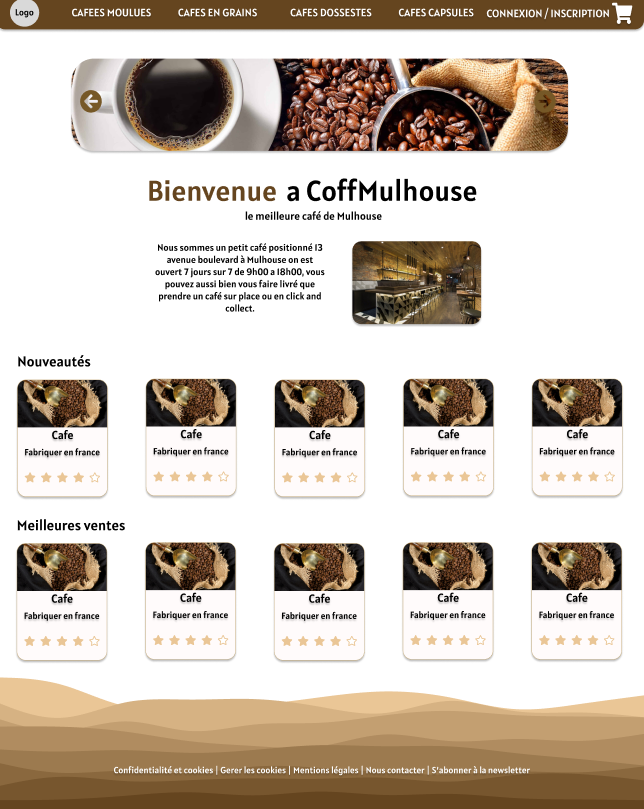 Logo
CAFEES MOULUES
CAFES EN GRAINS
CAFES DOSSESTES
CAFES CAPSULES
CONNEXION / INSCRIPTION
Bienvenue a CoffMulhouse
le meilleure café de Mulhouse
Nous sommes un petit café positionné 13
avenue boulevard à Mulhouse on est
ouvert 7 jours sur 7 de 9h00 a 18h00, vous
pouvez aussi bien vous faire livré que
prendre un café sur place ou en click and
collect.
Nouveautés
Cafe
Fabriquer en france
Cafe
Fabriquer en france
Cafe
Fabriquer en france
Cafe
Fabriquer en france
Cafe
Fabriquer en france
Meilleures ventes
Cafe
Fabriquer en france
Cafe
Fabriquer en france
Cafe
Fabriquer en france
Cafe
Fabriquer en france
Cafe
Fabriquer en france
Confidentialité et cookies | Gerer les cookies | Mentions légales | Nous contacter | S'abonner à la newsletter